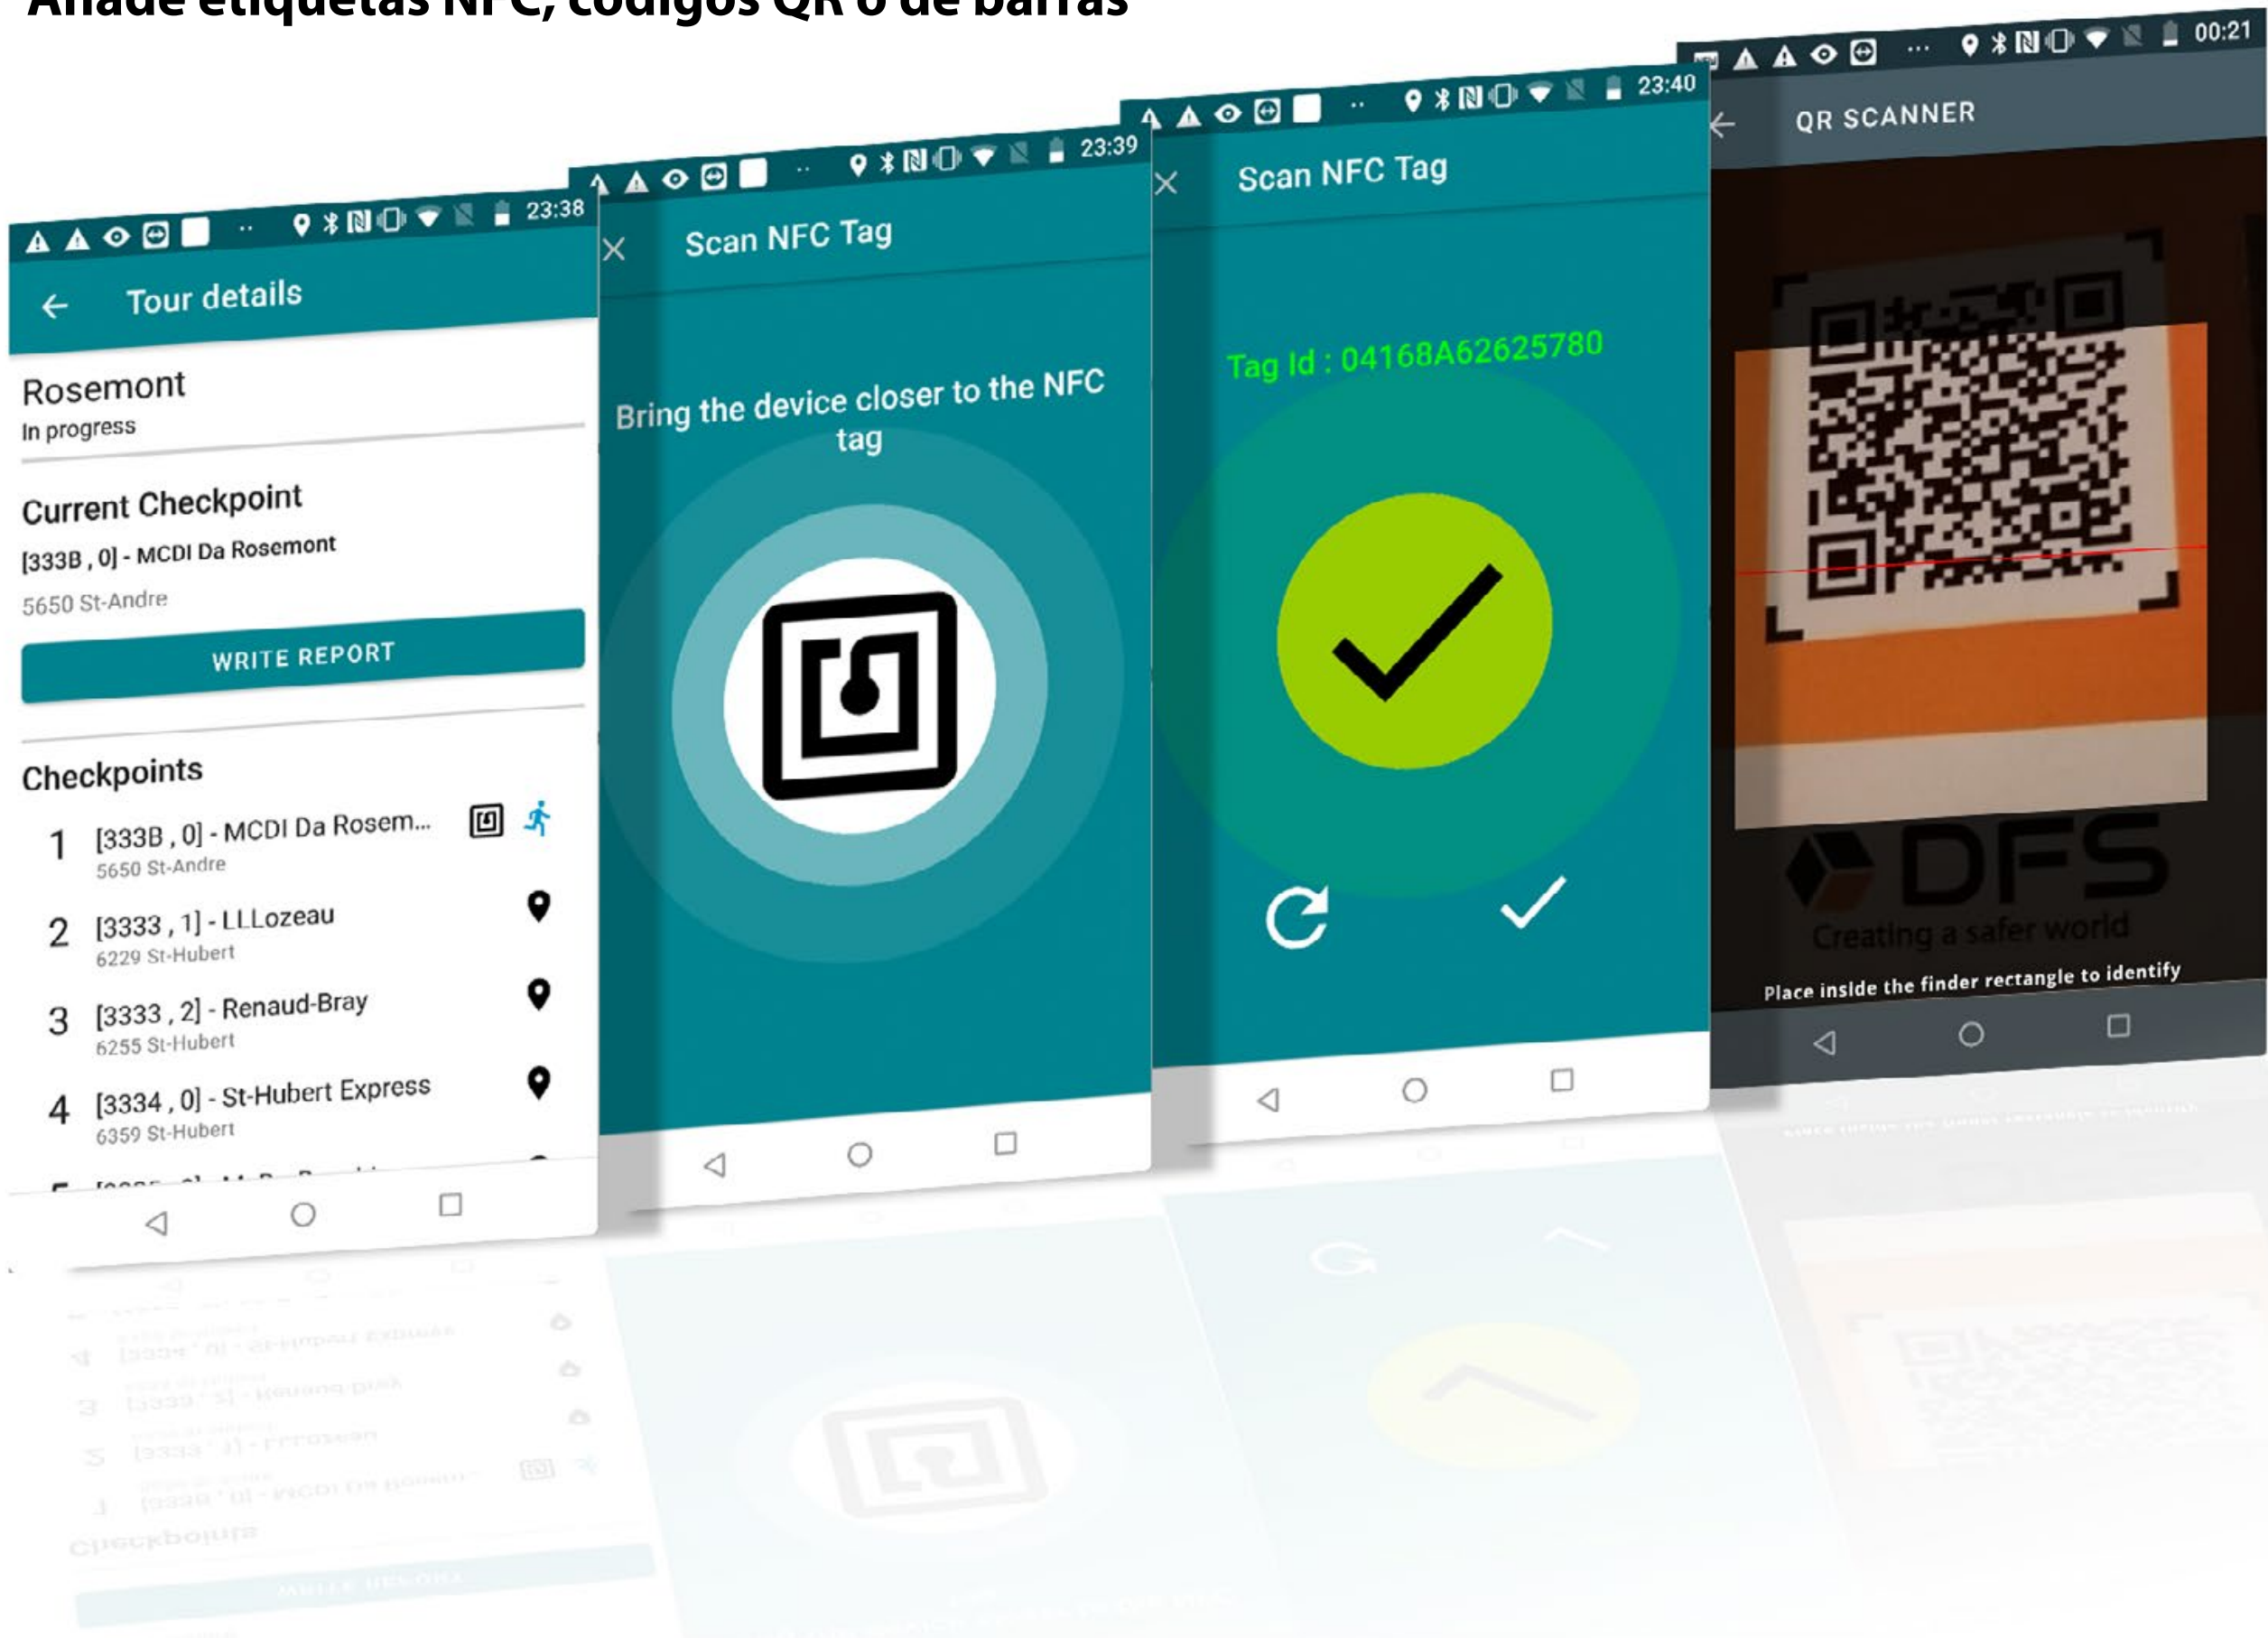 Añade etiquetas NFC, códigos QR o de barras
23:38
Tour details
Rosemont
In progress
Current Checkpoint
[333B , 0] - MCDI Da Rosemont
5650 St-Andre
WRITE REPORT
Checkpoints
1 [333B , 0] - MCDI Da Rosem...
5650 St-Andre
2 [3333 , 1] - LLLozeau
6229 St-Hubert
3 [3333 , 2] - Renaud-Bray
6255 St-Hubert
4 [3334 , 0] - St-Hubert Express
6359 St-Hubert
23:39
Scan NFC Tag
Bring the device closer to the NFC
tag
23:40
Scan NFC Tag
Tag Id : 04168A62625780
00:21
QR SCANNER
DFS
Creating a safer world
Place inside the finder rectangle to identify